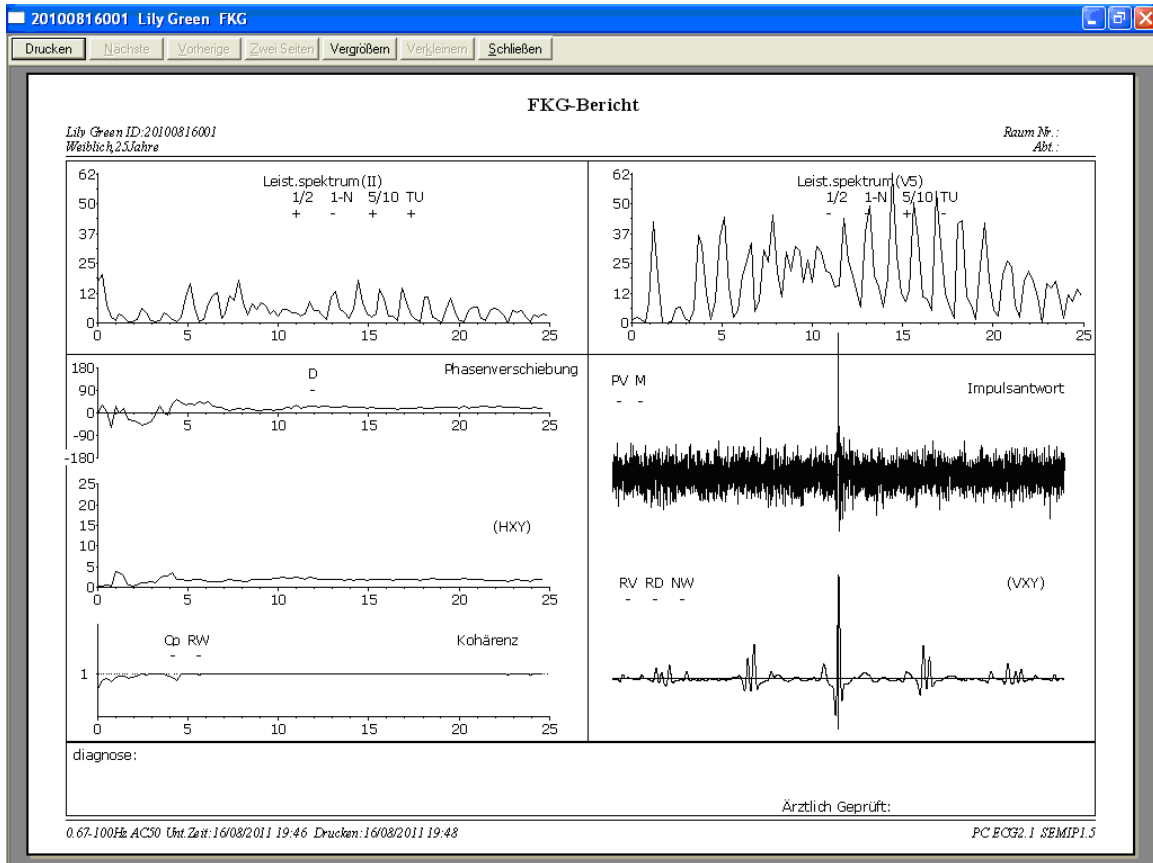 20100816001 Lily Green FKG
Drucken Nächste Vorherige Zwei Seiten Vergrößern Verkleinern Schließen
FKG-Bericht
Lily Green ID:20100816001
Weiblich,25Jahre
Raum Nr.:
Abt.:
Leist.spektrum(II)
1/2 1-N 5/10 TU
+ - + +
62
50
37
25
12
0
0 5 10 15 20 25
Leist.spektrum(V5)
1/2 1-N 5/10 TU
- - + -
62
50
37
25
12
0
0 5 10 15 20 25
Phasenverschiebung
D
-
180
90
0
-90
-180
0 5 10 15 20 25
(HXY)
25
20
15
10
5
0
0 5 10 15 20 25
Cp RW
- -
Kohärenz
1
0 5 10 15 20 25
PV M
- -
Impulsantwort
RV RD NW
- - -
(VXY)
diagnose:
Ärztlich Geprüft:
0.67-100Hz AC50 Unt.Zeit:16/08/2011 19:46 Drucken:16/08/2011 19:48
PC ECG2.1 SEMIP1.5